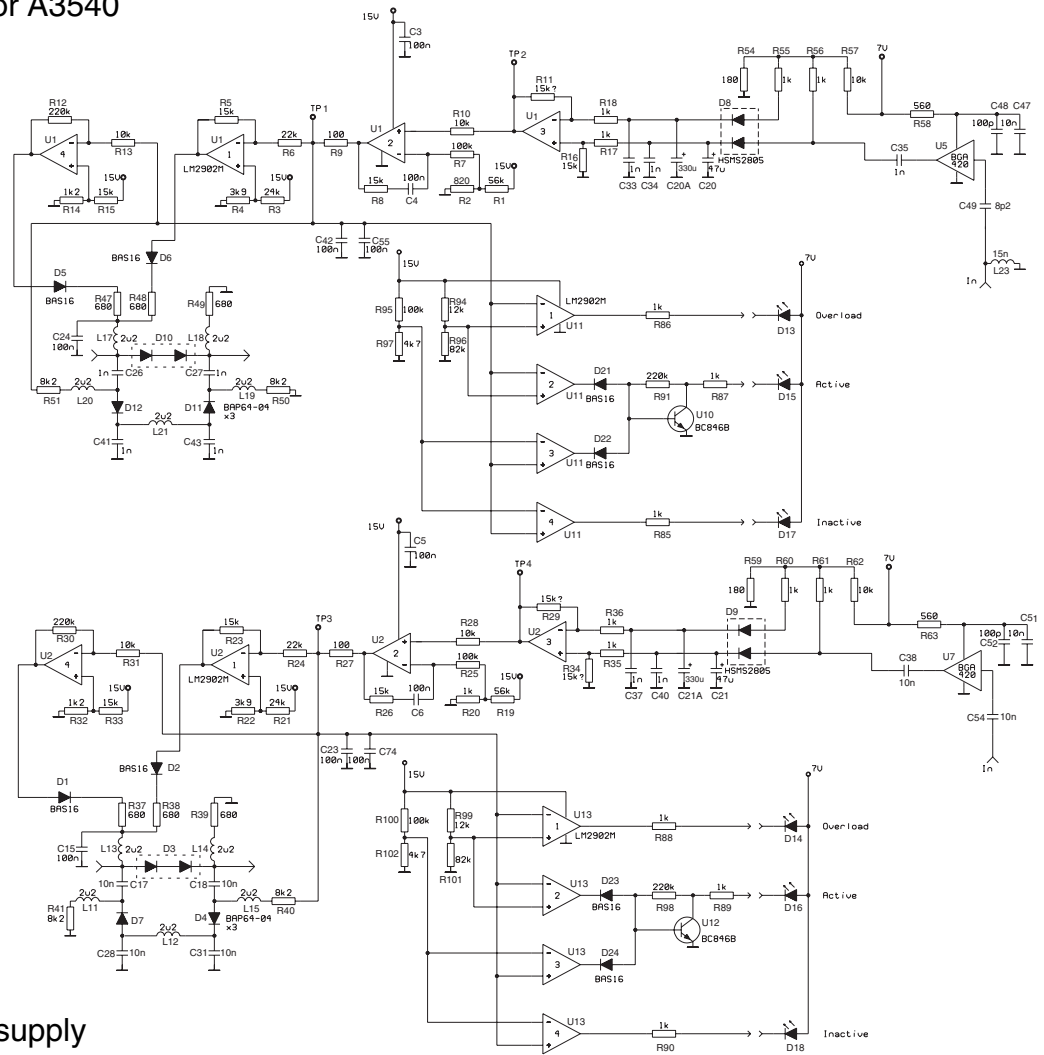 or A3540
15V
C3
100n
TP2
R11
15k?
R18
1k
R54
R55
R56
R57
7V
180
1k
1k
10k
560
R58
C48
C47
100p
10n
R12
220k
R5
15k
TP1
U1
4
10k
R13
U1
1
LM2902M
22k
R6
100
R9
U1
2
R10
10k
100k
R7
U1
3
1k
R17
R16
15k
D8
HSMS2805
1n
C33
1n
C34
330u
C20A
47u
C20
C35
1n
U5
BGA
420
C49
8p2
15n
L23
In
15V
1k2
R14
15k
R15
3k9
R4
24k
R3
15V
15k
R8
100n
C4
820
R2
56k
R1
15V
C42
100n
C55
100n
BAS16
D6
D5
BAS16
R47
680
R48
680
R49
680
C24
100n
L17
2u2
D10
L18
2u2
1n
C26
C27
1n
8k2
R51
2u2
L20
D12
D11
2u2
L19
8k2
R50
BAP64-04
x3
2u2
L21
C41
1n
C43
1n
15V
R95
100k
R94
12k
R97
4k7
R96
82k
LM2902M
1
U11
1k
R86
7V
D13
Overload
2
U11
D21
BAS16
220k
R91
1k
R87
D15
Active
U10
BC846B
3
U11
D22
BAS16
4
U11
1k
R85
D17
Inactive
15V
C5
100n
TP4
15k?
R29
R36
1k
R59
R60
R61
R62
7V
180
1k
1k
10k
560
R63
C51
100p
10n
C52
220k
R30
15k
R23
TP3
U2
4
10k
R31
U2
1
LM2902M
22k
R24
100
R27
U2
2
R28
10k
100k
R25
U2
3
1k
R35
R34
15k?
D9
HSMS2805
1n
C37
1n
C40
330u
C21A
47u
C21
C38
10n
U7
BGA
420
C54
10n
In
15V
1k2
R32
15k
R33
3k9
R22
24k
R21
15V
15k
R26
100n
C6
1k
R20
56k
R19
15V
C23
100n
C74
100n
BAS16
D2
D1
BAS16
R37
680
R38
680
R39
680
C15
100n
L13
2u2
D3
L14
2u2
10n
C17
C18
10n
R41
8k2
2u2
L11
D7
D4
2u2
L15
8k2
R40
BAP64-04
x3
2u2
L12
C28
10n
C31
10n
15V
R100
100k
R99
12k
R102
4k7
82k
R101
U13
1
LM2902M
1k
R88
7V
D14
Overload
U13
2
D23
BAS16
220k
R98
1k
R89
D16
Active
U12
BC846B
U13
3
D24
BAS16
U13
4
1k
R90
D18
Inactive
supply